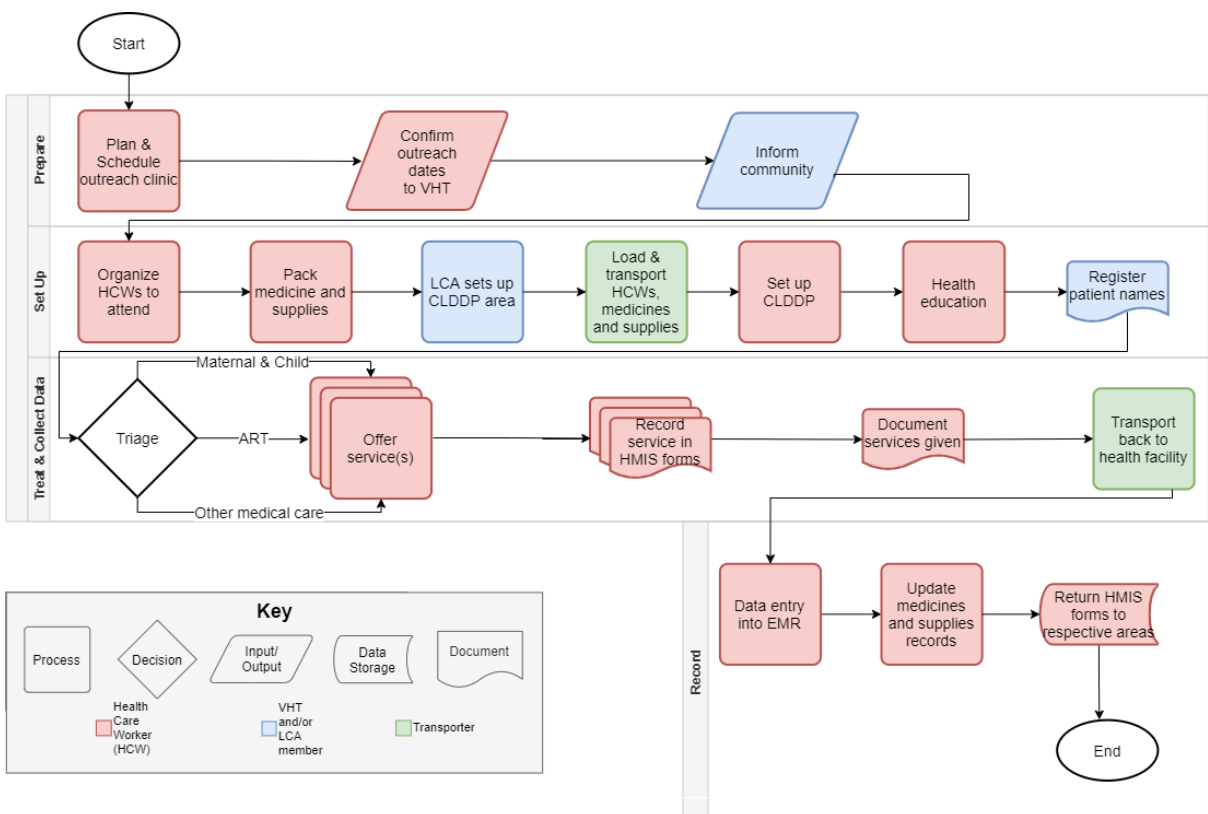 Start
Prepare
Plan &
Schedule
outreach clinic
Confirm
outreach
dates
to VHT
Inform
community
Set Up
Organize
HCWs to
attend
Pack
medicine and
supplies
LCA sets up
CLDDP area
Load &
transport
HCWs,
medicines
and supplies
Set up
CLDDP
Health
education
Register
patient names
Treat & Collect Data
Triage
Maternal & Child
ART
Other medical care
Offer
service(s)
Record
service in
HMIS forms
Document
services given
Transport
back to
health facility
Record
Data entry
into EMR
Update
medicines
and supplies
records
Return HMIS
forms to
respective areas
End
Key
Process
Decision
Input/
Output
Data
Storage
Document
Health
Care
Worker
(HCW)
VHT
and/or
LCA
member
Transporter